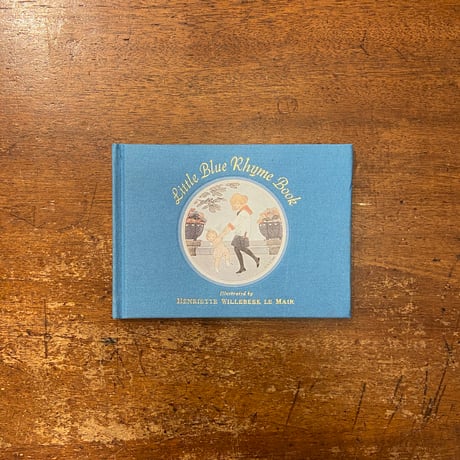 Little Blue Rhyme Book
Illustrated by
HENRIETTE WILLEBEEK LE MAIR